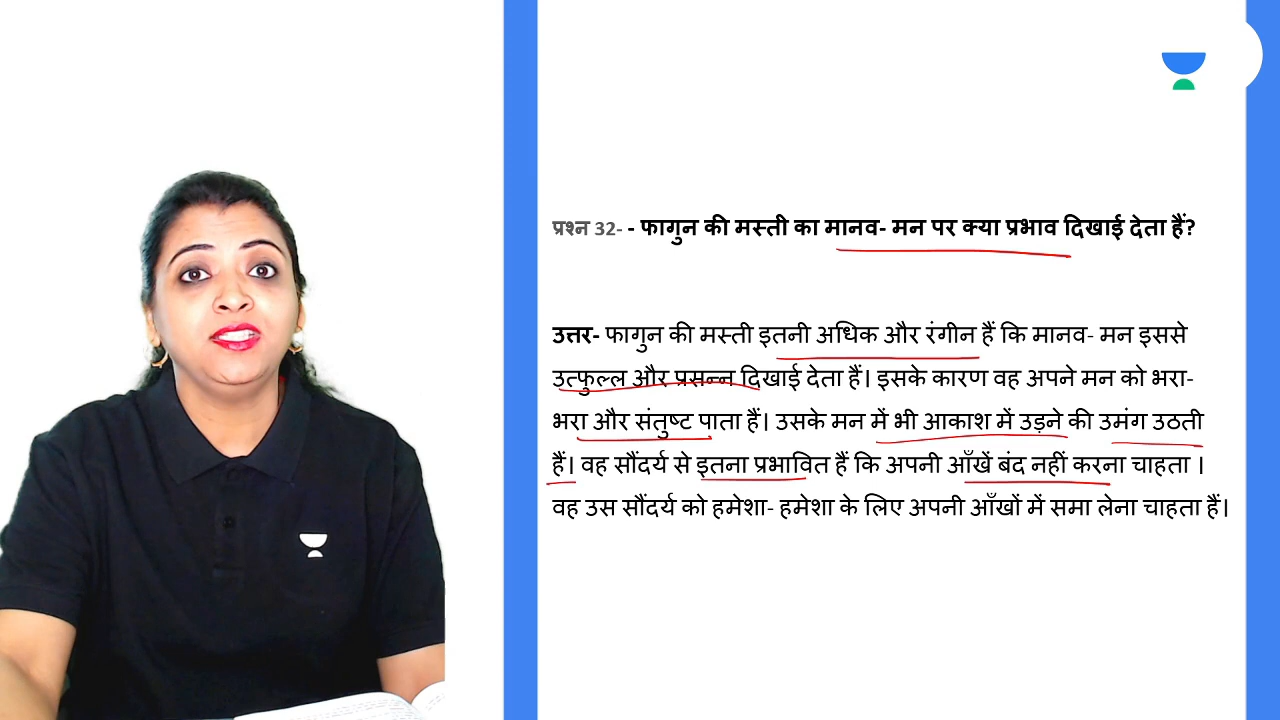 प्रश्न 32- - फागुन की मस्ती का मानव- मन पर क्या प्रभाव दिखाई देता हैं?
उत्तर- फागुन की मस्ती इतनी अधिक और रंगीन हैं कि मानव- मन इससे
उत्फुल्ल और प्रसन्न दिखाई देता हैं। इसके कारण वह अपने मन को भरा-
भरा और संतुष्ट पाता हैं। उसके मन में भी आकाश में उड़ने की उमंग उठती
हैं। वह सौंदर्य से इतना प्रभावित हैं कि अपनी आँखें बंद नहीं करना चाहता ।
वह उस सौंदर्य को हमेशा- हमेशा के लिए अपनी आँखों में समा लेना चाहता हैं।